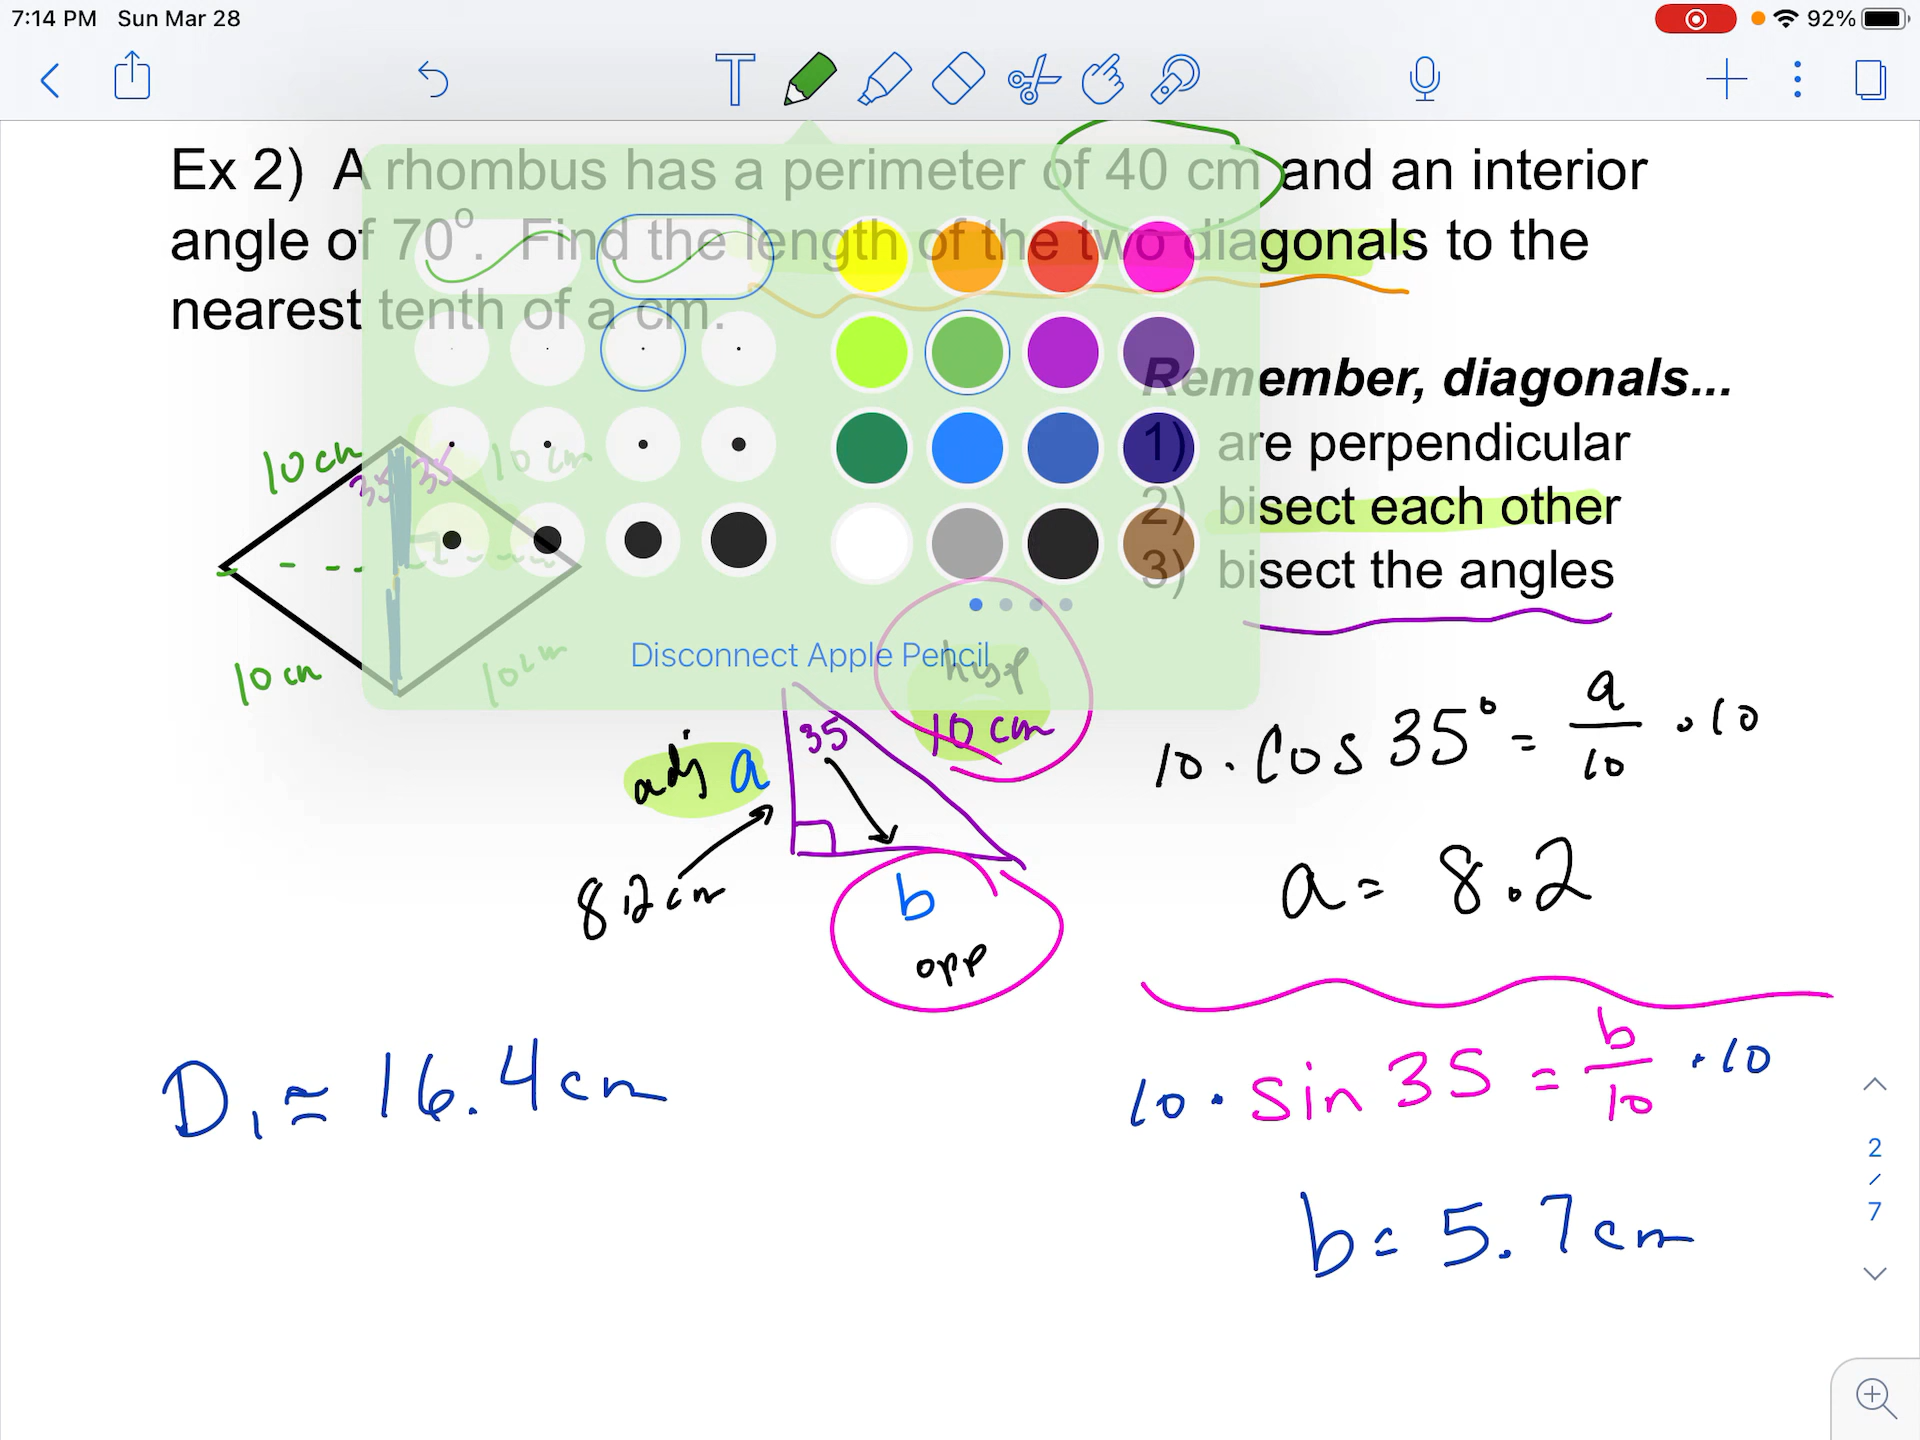 7:14 PM Sun Mar 28
92%
T
Ex 2) A rhombus has a perimeter of 40 cm and an interior
angle of 70°. Find the length of the two diagonals to the
nearest tenth of a cm.
Remember, diagonals...
1) are perpendicular
2) bisect each other
3) bisect the angles
10 cm
35
35
10 cm
10 cm
10 cm
Disconnect Apple Pencil
hyp
10 cm
35
adj a
8.2 cm
b
opp
10 · cos 35° = a/10 · 10
a = 8.2
10 · sin 35 = b/10 · 10
b = 5.7 cm
D₁ ≈ 16.4 cm
2
/
7